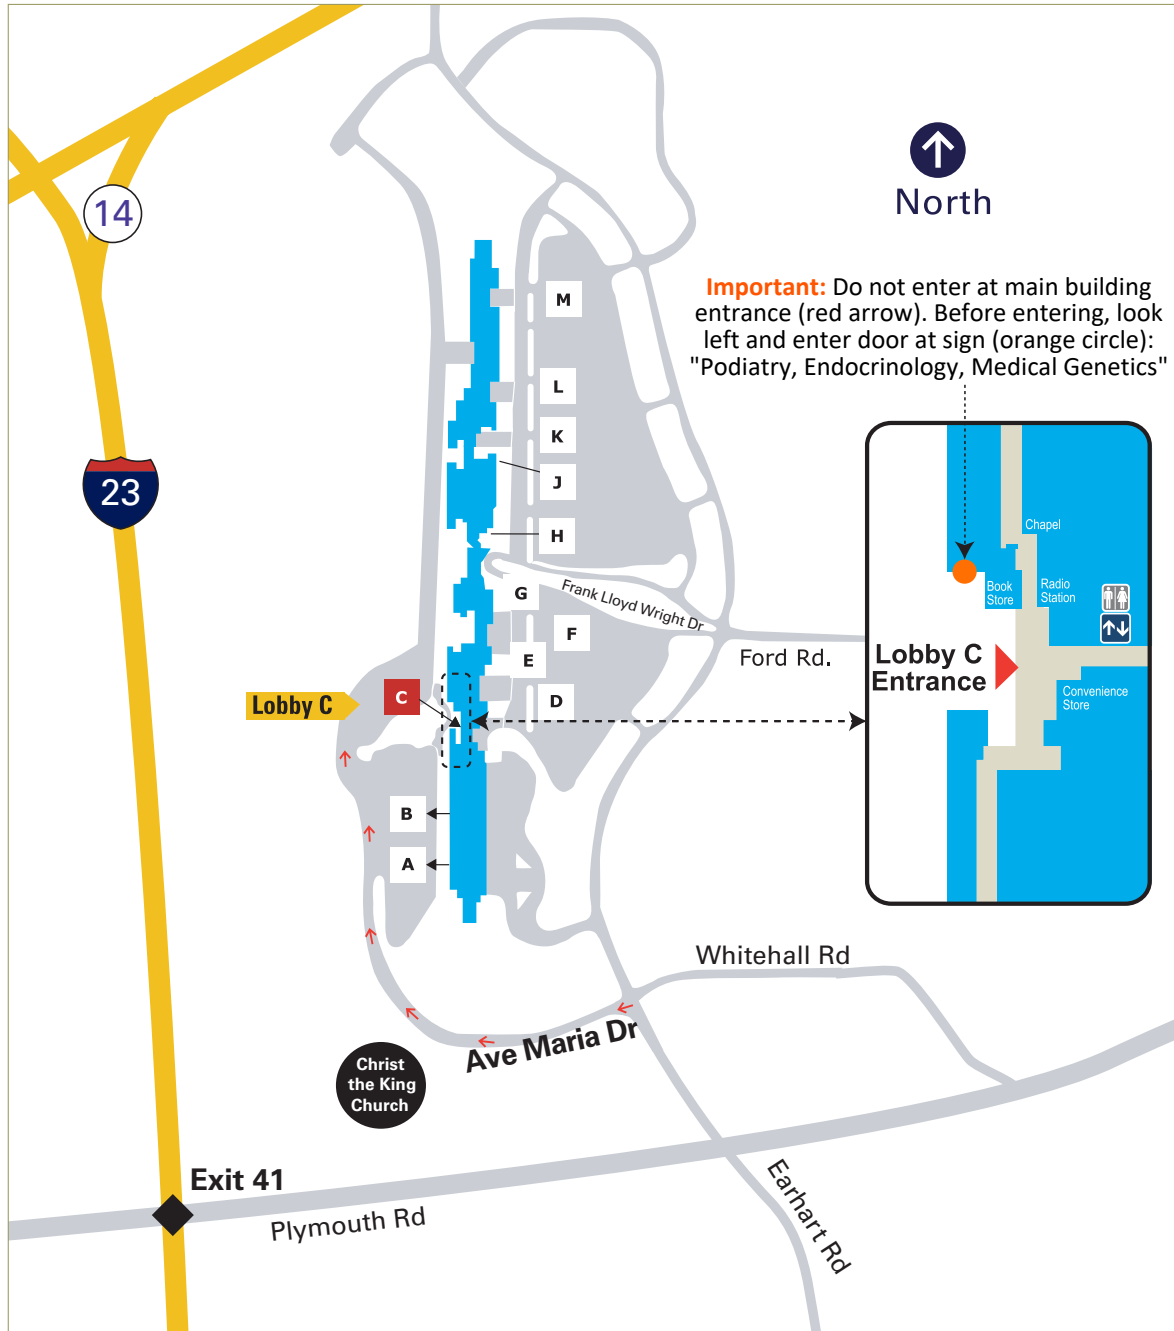 14
North
Important: Do not enter at main building
entrance (red arrow). Before entering, look
left and enter door at sign (orange circle):
"Podiatry, Endocrinology, Medical Genetics"
M
L
K
J
23
H
G
Frank Lloyd Wright Dr
F
E
D
Ford Rd.
Lobby C
C
B
A
Chapel
Book
Store
Radio
Station
Lobby C
Entrance
Convenience
Store
Whitehall Rd
Ave Maria Dr
Christ
the King
Church
Exit 41
Plymouth Rd
Earhart Rd